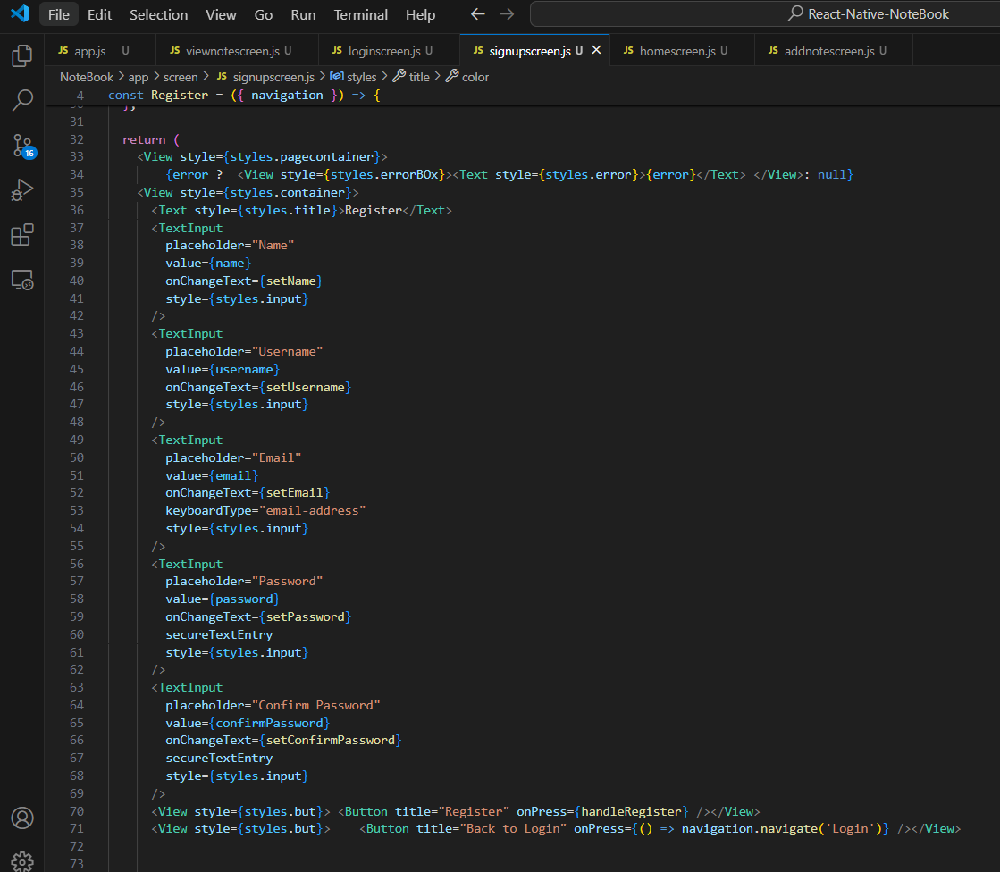 File Edit Selection View Go Run Terminal Help React-Native-NoteBook
JS app.js U JS viewnotescreen.js U JS loginscreen.js U JS signupscreen.js U JS homescreen.js U JS addnotescreen.js U
NoteBook > app > screen > JS signupscreen.js > styles > title > color
4 const Register = ({ navigation }) => {
30 };
31
32 return (
33 <View style={styles.pagecontainer}>
34 {error ?  <View style={styles.errorBOx}><Text style={styles.error}>{error}</Text> </View>: null}
35 <View style={styles.container}>
36 <Text style={styles.title}>Register</Text>
37 <TextInput
38 placeholder="Name"
39 value={name}
40 onChangeText={setName}
41 style={styles.input}
42 />
43 <TextInput
44 placeholder="Username"
45 value={username}
46 onChangeText={setUsername}
47 style={styles.input}
48 />
49 <TextInput
50 placeholder="Email"
51 value={email}
52 onChangeText={setEmail}
53 keyboardType="email-address"
54 style={styles.input}
55 />
56 <TextInput
57 placeholder="Password"
58 value={password}
59 onChangeText={setPassword}
60 secureTextEntry
61 style={styles.input}
62 />
63 <TextInput
64 placeholder="Confirm Password"
65 value={confirmPassword}
66 onChangeText={setConfirmPassword}
67 secureTextEntry
68 style={styles.input}
69 />
70 <View style={styles.but}> <Button title="Register" onPress={handleRegister} /></View>
71 <View style={styles.but}>    <Button title="Back to Login" onPress={() => navigation.navigate('Login')} /></View>
72
73
16